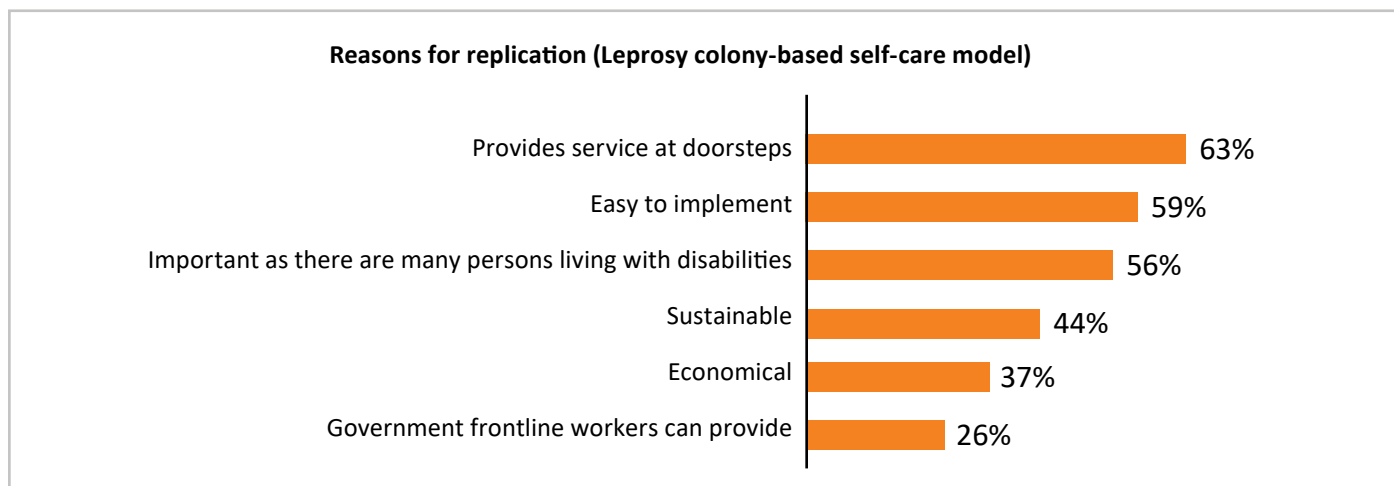 Reasons for replication (Leprosy colony-based self-care model)
Provides service at doorsteps 63%
Easy to implement 59%
Important as there are many persons living with disabilities 56%
Sustainable 44%
Economical 37%
Government frontline workers can provide 26%